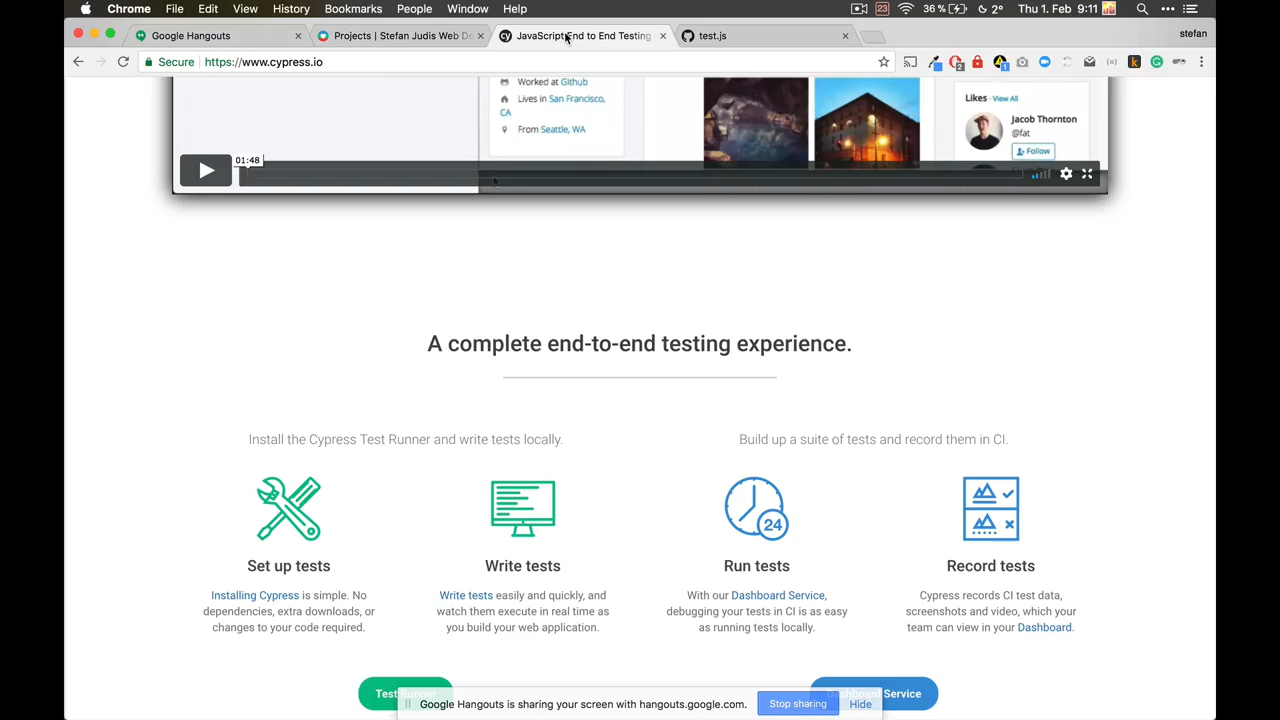 Chrome File Edit View History Bookmarks People Window Help 23 36 % 2° Thu 1. Feb 9:11
Google Hangouts Projects | Stefan Judis Web De JavaScript End to End Testing test.js stefan
Secure https://www.cypress.io
Worked at Github
Lives in San Francisco,
CA
From Seattle, WA
Likes · View All
Jacob Thornton
@fat
Follow
01:48
A complete end-to-end testing experience.
Install the Cypress Test Runner and write tests locally.
Build up a suite of tests and record them in CI.
24
Set up tests
Write tests
Run tests
Record tests
Installing Cypress is simple. No
dependencies, extra downloads, or
changes to your code required.
Write tests easily and quickly, and
watch them execute in real time as
you build your web application.
With our Dashboard Service,
debugging your tests in CI is as easy
as running tests locally.
Cypress records CI test data,
screenshots and video, which your
team can view in your Dashboard.
Test Runner
Dashboard Service
Google Hangouts is sharing your screen with hangouts.google.com. Stop sharing Hide